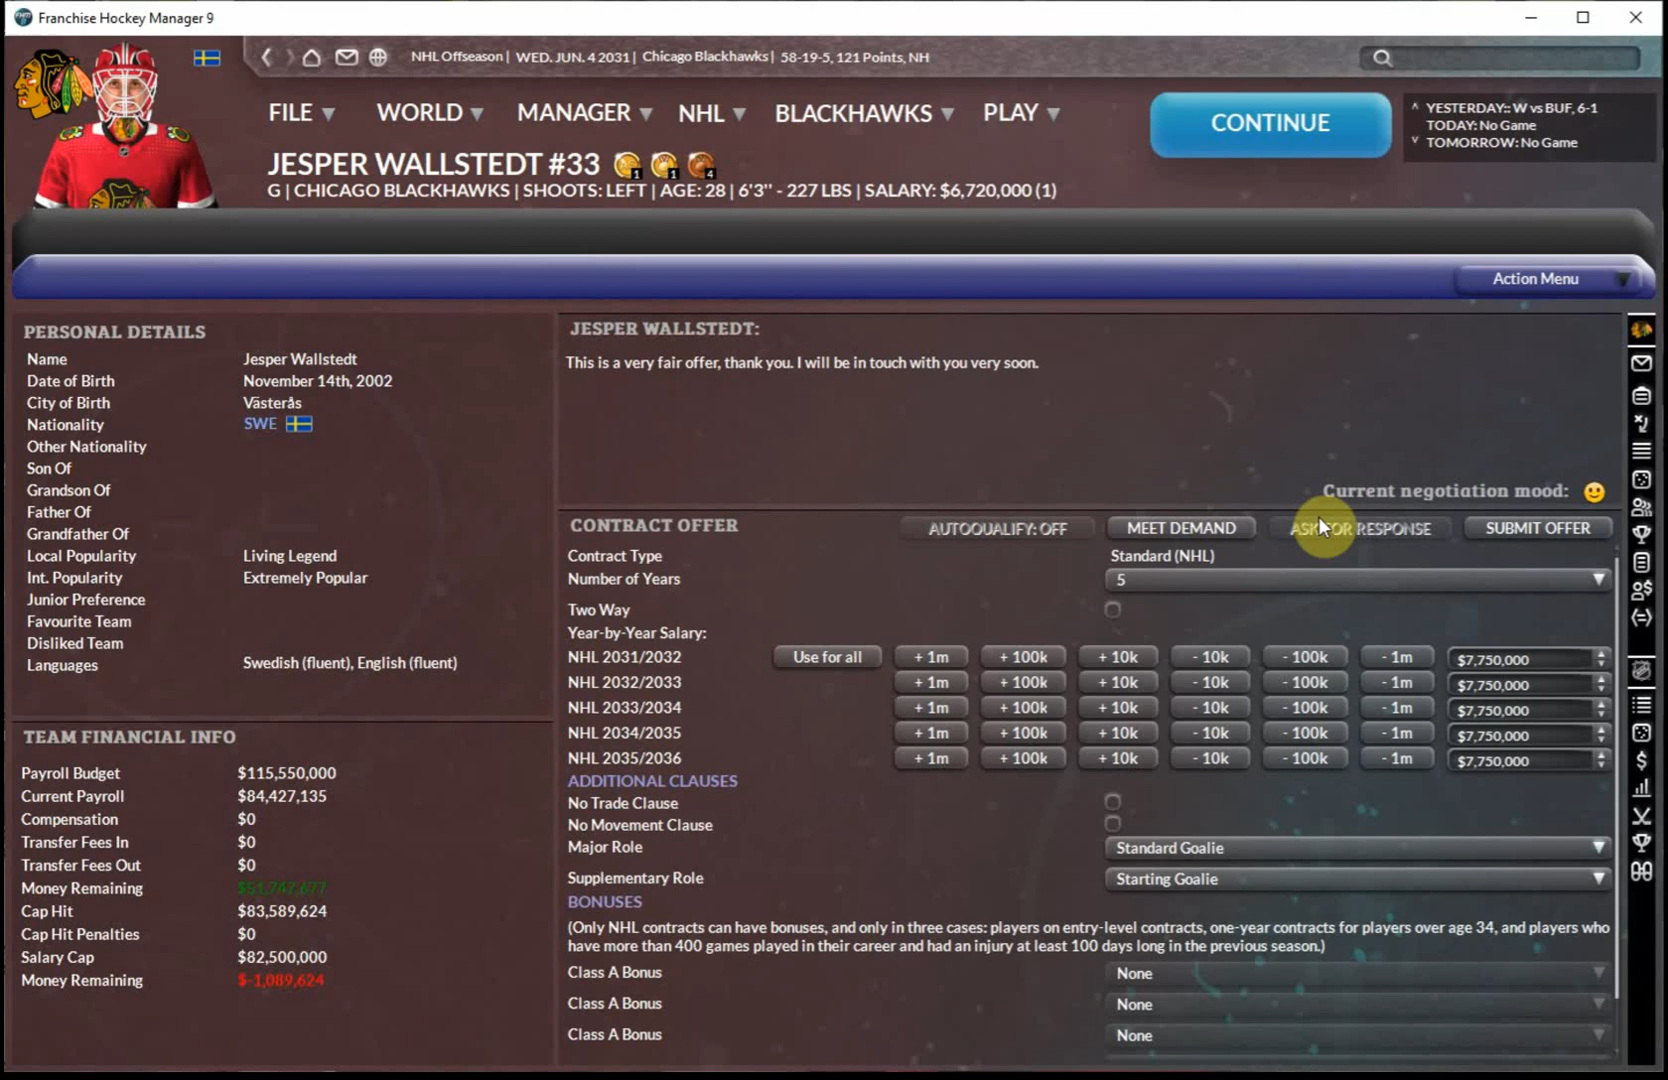 Franchise Hockey Manager 9
NHL Offseason | WED. JUN. 4 2031 | Chicago Blackhawks | 58-19-5, 121 Points, NH
FILE WORLD MANAGER NHL BLACKHAWKS PLAY
CONTINUE
YESTERDAY:: W vs BUF, 6-1
TODAY: No Game
TOMORROW: No Game
JESPER WALLSTEDT #33 1 1 4
G | CHICAGO BLACKHAWKS | SHOOTS: LEFT | AGE: 28 | 6'3'' - 227 LBS | SALARY: $6,720,000 (1)
Action Menu
PERSONAL DETAILS
Name Jesper Wallstedt
Date of Birth November 14th, 2002
City of Birth Västerås
Nationality SWE
Other Nationality
Son Of
Grandson Of
Father Of
Grandfather Of
Local Popularity Living Legend
Int. Popularity Extremely Popular
Junior Preference
Favourite Team
Disliked Team
Languages Swedish (fluent), English (fluent)
TEAM FINANCIAL INFO
Payroll Budget $115,550,000
Current Payroll $84,427,135
Compensation $0
Transfer Fees In $0
Transfer Fees Out $0
Money Remaining $51,747,677
Cap Hit $83,589,624
Cap Hit Penalties $0
Salary Cap $82,500,000
Money Remaining $-1,089,624
JESPER WALLSTEDT:
This is a very fair offer, thank you. I will be in touch with you very soon.
Current negotiation mood:
CONTRACT OFFER AUTOQUALIFY: OFF MEET DEMAND ASK FOR RESPONSE SUBMIT OFFER
Contract Type Standard (NHL)
Number of Years 5
Two Way
Year-by-Year Salary:
NHL 2031/2032 Use for all + 1m + 100k + 10k - 10k - 100k - 1m $7,750,000
NHL 2032/2033 + 1m + 100k + 10k - 10k - 100k - 1m $7,750,000
NHL 2033/2034 + 1m + 100k + 10k - 10k - 100k - 1m $7,750,000
NHL 2034/2035 + 1m + 100k + 10k - 10k - 100k - 1m $7,750,000
NHL 2035/2036 + 1m + 100k + 10k - 10k - 100k - 1m $7,750,000
ADDITIONAL CLAUSES
No Trade Clause
No Movement Clause
Major Role Standard Goalie
Supplementary Role Starting Goalie
BONUSES
(Only NHL contracts can have bonuses, and only in three cases: players on entry-level contracts, one-year contracts for players over age 34, and players who
have more than 400 games played in their career and had an injury at least 100 days long in the previous season.)
Class A Bonus None
Class A Bonus None
Class A Bonus None